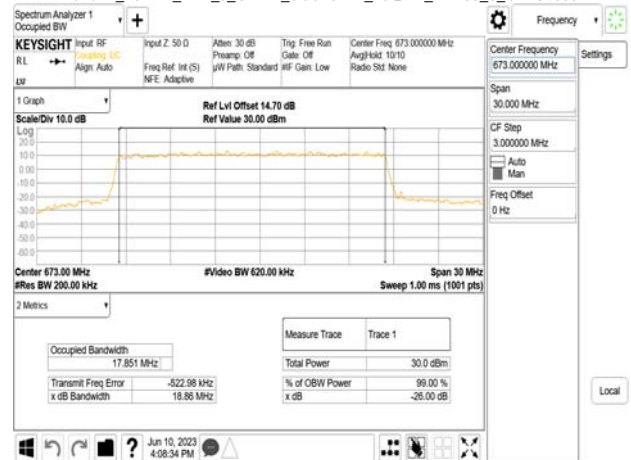 Spectrum Analyzer 1
Occupied BW
Frequency
KEYSIGHT
RL
Input: RF
Coupling: DC
Align: Auto
Input Z: 50 Ω
Freq Ref: Int (S)
NFE: Adaptive
Atten: 30 dB
Preamp: Off
µW Path: Standard
Trig: Free Run
Gate: Off
#IF Gain: Low
Center Freq: 673.000000 MHz
Avg|Hold: 10/10
Radio Std: None
Center Frequency
673.000000 MHz
Settings
Span
30.000 MHz
CF Step
3.000000 MHz
Auto
Man
Freq Offset
0 Hz
Local
1 Graph
Scale/Div 10.0 dB
Ref Lvl Offset 14.70 dB
Ref Value 30.00 dBm
Log
20.0
10.0
0.00
-10.0
-20.0
-30.0
-40.0
-50.0
-60.0
Center 673.00 MHz
#Video BW 620.00 kHz
Span 30 MHz
#Res BW 200.00 kHz
Sweep 1.00 ms (1001 pts)
2 Metrics
Measure Trace
Trace 1
Occupied Bandwidth
17.851 MHz
Total Power
30.0 dBm
Transmit Freq Error
-522.98 kHz
% of OBW Power
99.00 %
x dB Bandwidth
18.86 MHz
x dB
-26.00 dB
Jun 10, 2023
4:08:34 PM